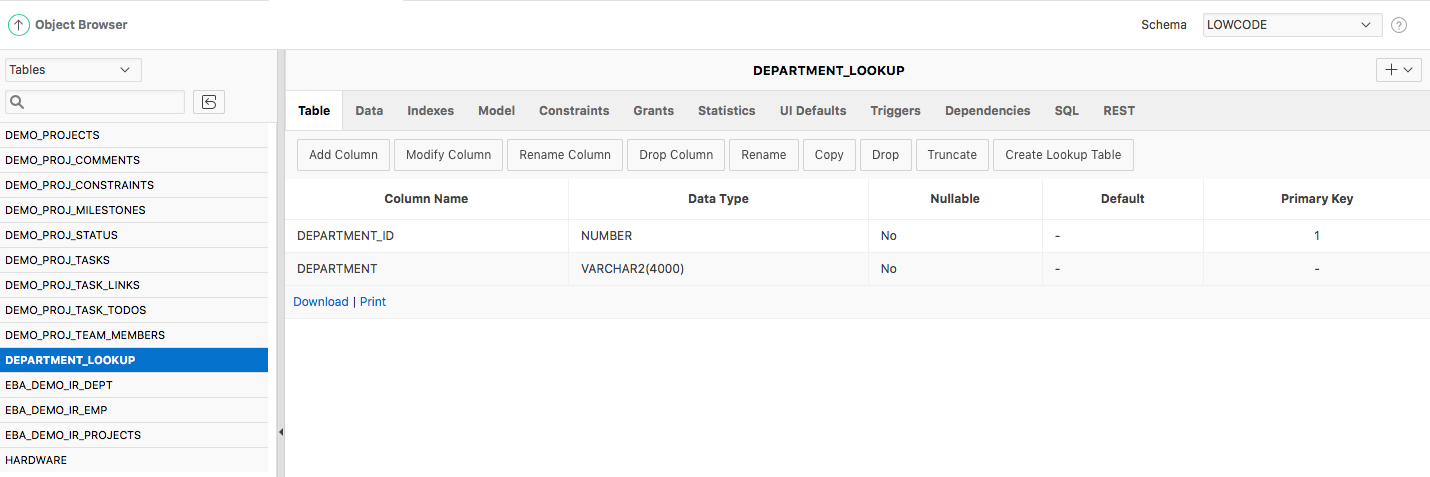 Object Browser
Schema LOWCODE
Tables
DEMO_PROJECTS
DEMO_PROJ_COMMENTS
DEMO_PROJ_CONSTRAINTS
DEMO_PROJ_MILESTONES
DEMO_PROJ_STATUS
DEMO_PROJ_TASKS
DEMO_PROJ_TASK_LINKS
DEMO_PROJ_TASK_TODOS
DEMO_PROJ_TEAM_MEMBERS
DEPARTMENT_LOOKUP
EBA_DEMO_IR_DEPT
EBA_DEMO_IR_EMP
EBA_DEMO_IR_PROJECTS
HARDWARE
DEPARTMENT_LOOKUP
Table Data Indexes Model Constraints Grants Statistics UI Defaults Triggers Dependencies SQL REST
Add Column Modify Column Rename Column Drop Column Rename Copy Drop Truncate Create Lookup Table
Column Name Data Type Nullable Default Primary Key
DEPARTMENT_ID NUMBER No - 1
DEPARTMENT VARCHAR2(4000) No - -
Download | Print